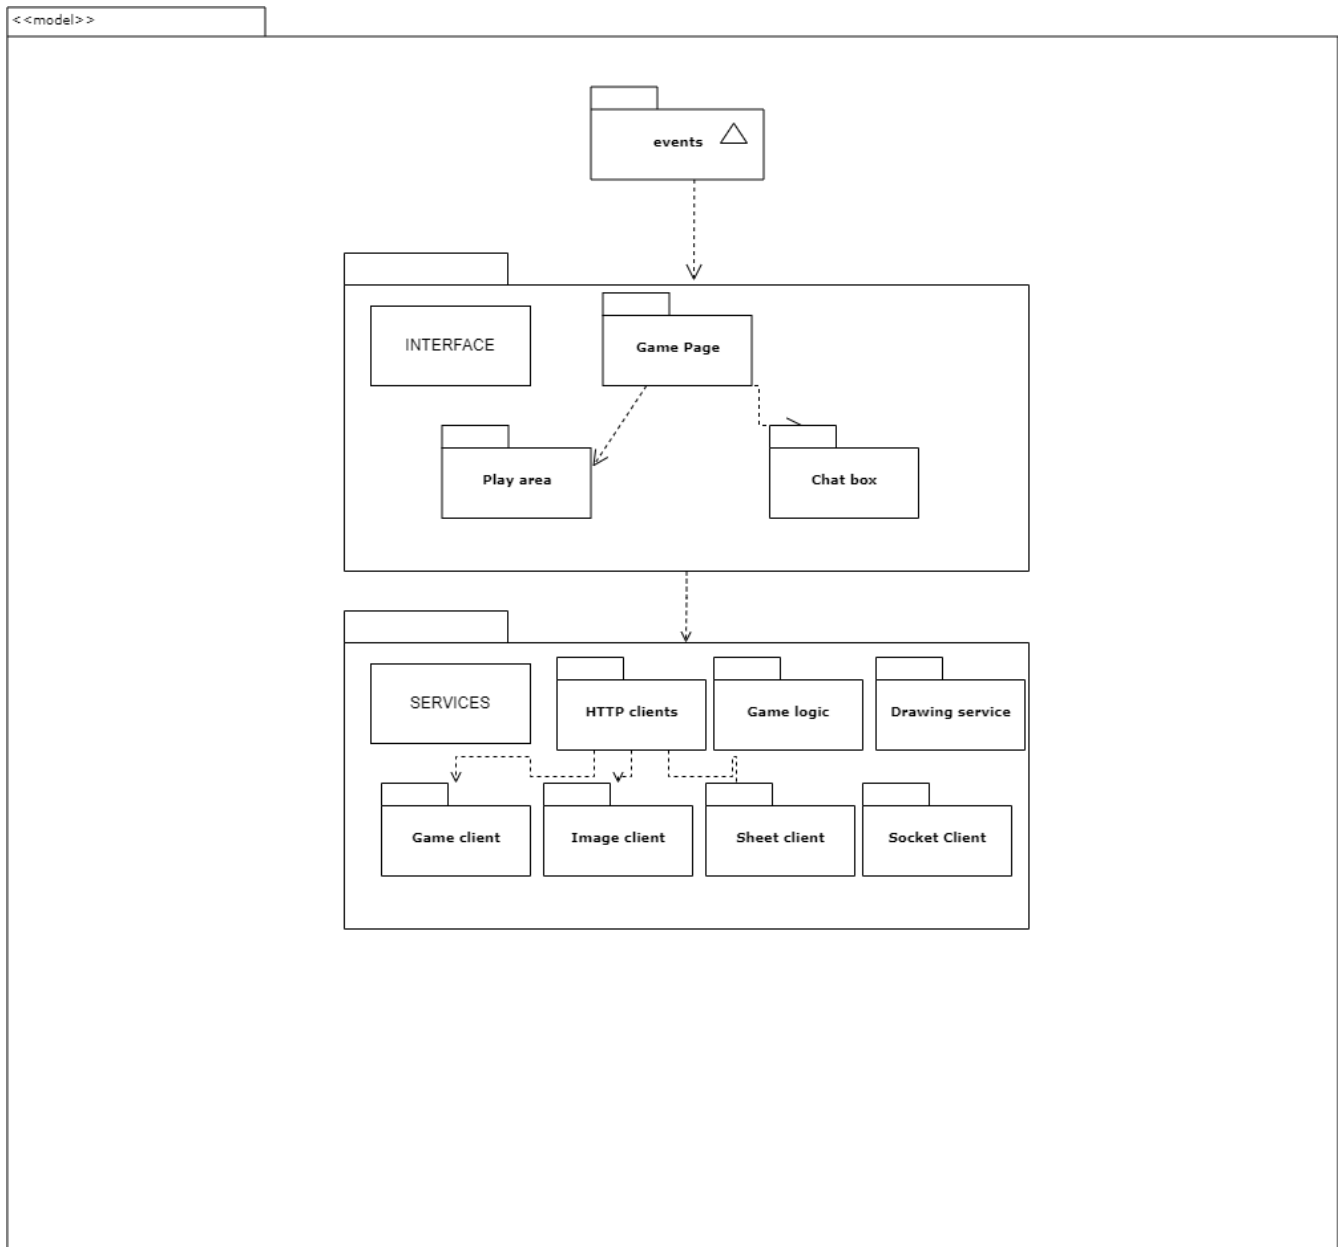 <<model>>
events
INTERFACE
Game Page
Play area
Chat box
SERVICES
HTTP clients
Game logic
Drawing service
Game client
Image client
Sheet client
Socket Client